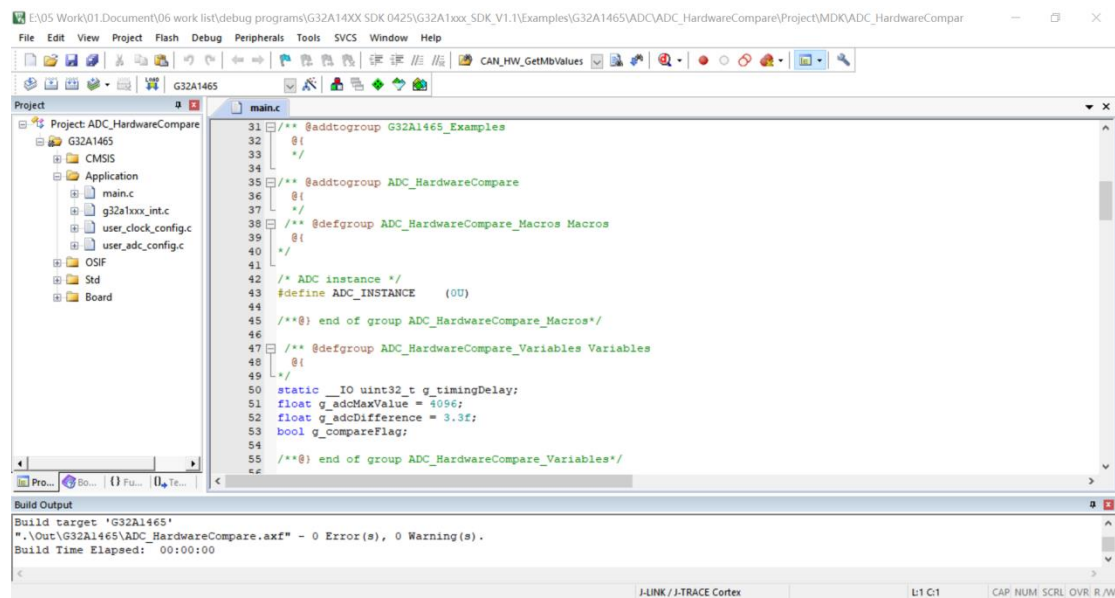 E:\05 Work\01.Document\06 work list\debug programs\G32A14XX SDK 0425\G32A1xxx_SDK_V1.1\Examples\G32A1465\ADC\ADC_HardwareCompare\Project\MDK\ADC_HardwareCompar
File Edit View Project Flash Debug Peripherals Tools SVCS Window Help
CAN_HW_GetMbValues
LOAD G32A1465
Project
main.c
Project: ADC_HardwareCompare
G32A1465
CMSIS
Application
main.c
g32a1xxx_int.c
user_clock_config.c
user_adc_config.c
OSIF
Std
Board
31 /** @addtogroup G32A1465_Examples
32 @{
33 */
34
35 /** @addtogroup ADC_HardwareCompare
36 @{
37 */
38 /** @defgroup ADC_HardwareCompare_Macros Macros
39 @{
40 */
41
42 /* ADC instance */
43 #define ADC_INSTANCE (0U)
44
45 /**@} end of group ADC_HardwareCompare_Macros*/
46
47 /** @defgroup ADC_HardwareCompare_Variables Variables
48 @{
49 */
50 static __IO uint32_t g_timingDelay;
51 float g_adcMaxValue = 4096;
52 float g_adcDifference = 3.3f;
53 bool g_compareFlag;
54
55 /**@} end of group ADC_HardwareCompare_Variables*/
56
Pro... Bo... {} Fu... Te...
Build Output
Build target 'G32A1465'
".\Out\G32A1465\ADC_HardwareCompare.axf" - 0 Error(s), 0 Warning(s).
Build Time Elapsed: 00:00:00
J-LINK / J-TRACE Cortex L:1 C:1 CAP NUM SCRL OVR R/W